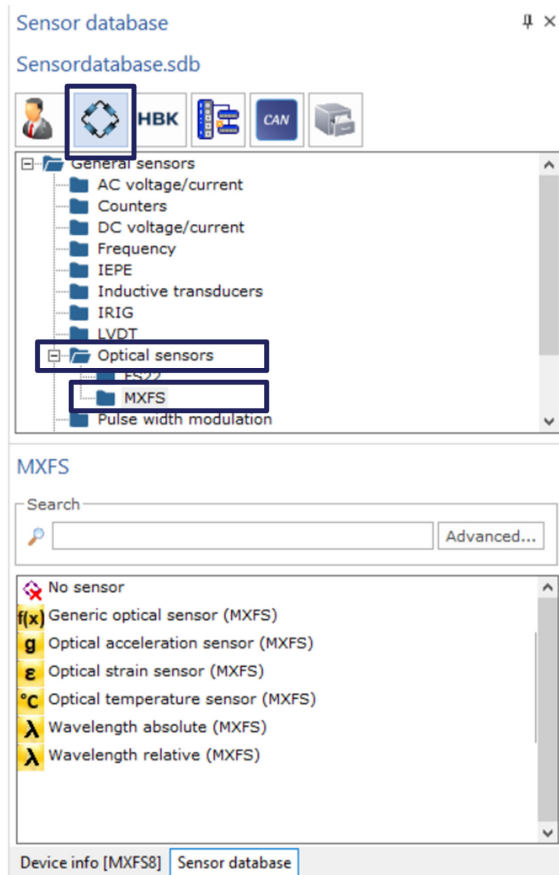 Sensor database
Sensordatabase.sdb
HBK
CAN
General sensors
AC voltage/current
Counters
DC voltage/current
Frequency
IEPE
Inductive transducers
IRIG
LVDT
Optical sensors
FS22
MXFS
Pulse width modulation
MXFS
Search
Advanced...
No sensor
f(x) Generic optical sensor (MXFS)
g Optical acceleration sensor (MXFS)
ε Optical strain sensor (MXFS)
°C Optical temperature sensor (MXFS)
λ Wavelength absolute (MXFS)
λ Wavelength relative (MXFS)
Device info [MXFS8] Sensor database